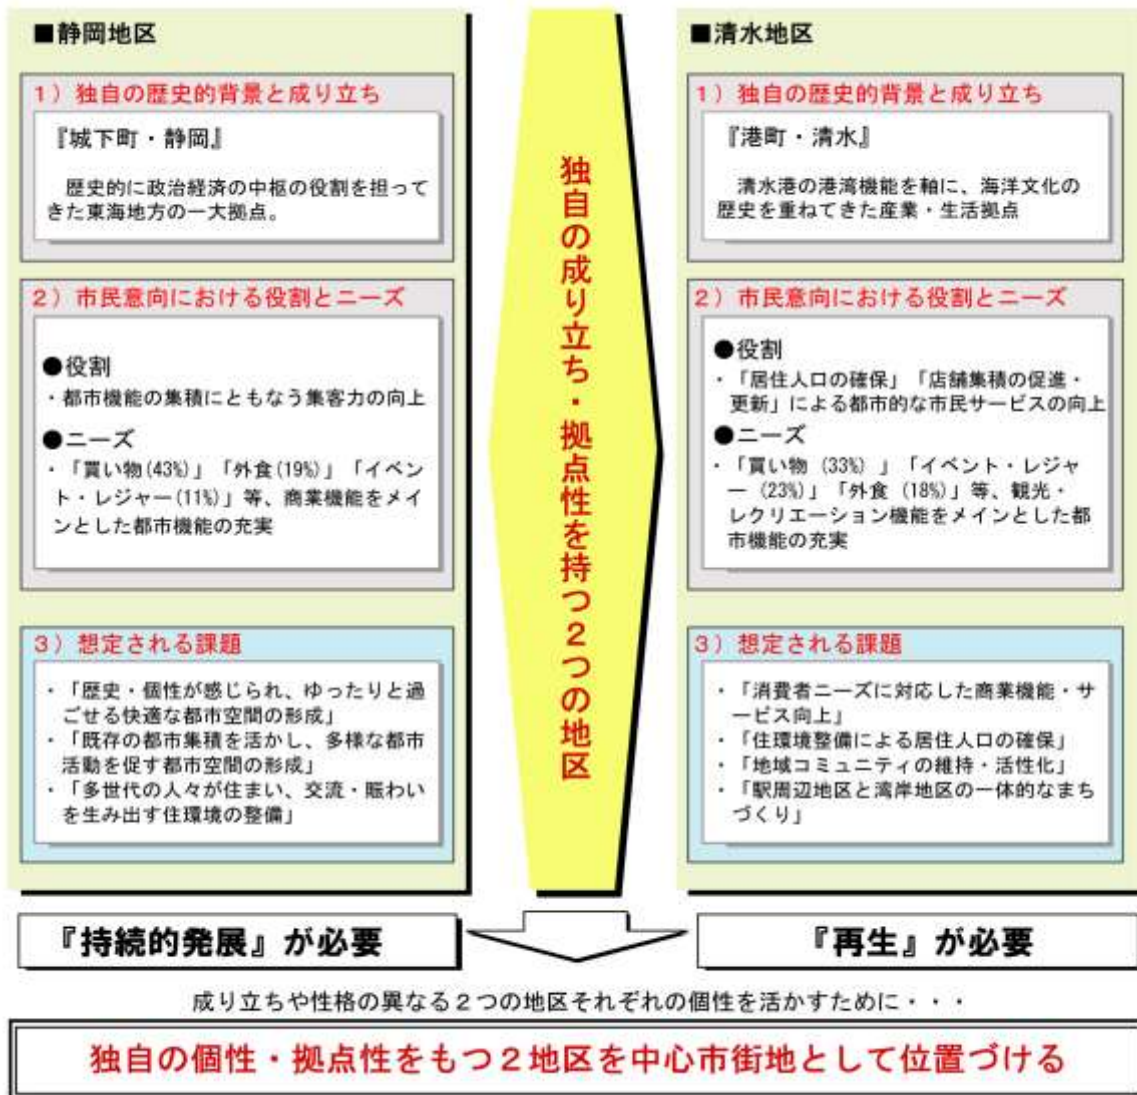 ■静岡地区
1）独自の歴史的背景と成り立ち
『城下町・静岡』
歴史的に政治経済の中枢の役割を担って
きた東海地方の一大拠点。
2）市民意向における役割とニーズ
●役割
・都市機能の集積にともなう集客力の向上
●ニーズ
・「買い物(43%)」「外食(19%)」「イベン
ト・レジャー(11%)」等、商業機能をメイ
ンとした都市機能の充実
3）想定される課題
・「歴史・個性が感じられ、ゆったりと過
ごせる快適な都市空間の形成」
・「既存の都市集積を活かし、多様な都市
活動を促す都市空間の形成」
・「多世代の人々が住まい、交流・賑わい
を生み出す住環境の整備」
『持続的発展』が必要
独自の成り立ち・拠点性を持つ２つの地区
■清水地区
1）独自の歴史的背景と成り立ち
『港町・清水』
清水港の港湾機能を軸に、海洋文化の
歴史を重ねてきた産業・生活拠点
2）市民意向における役割とニーズ
●役割
・「居住人口の確保」「店舗集積の促進・
更新」による都市的な市民サービスの向上
●ニーズ
・「買い物 (33%) 」「イベント・レジャ
ー (23%)」「外食 (18%)」等、観光・
レクリエーション機能をメインとした都
市機能の充実
3）想定される課題
・「消費者ニーズに対応した商業機能・サ
ービス向上」
・「住環境整備による居住人口の確保」
・「地域コミュニティの維持・活性化」
・「駅周辺地区と湾岸地区の一体的なまち
づくり」
『再生』が必要
成り立ちや性格の異なる２つの地区それぞれの個性を活かすために・・・
独自の個性・拠点性をもつ２地区を中心市街地として位置づける